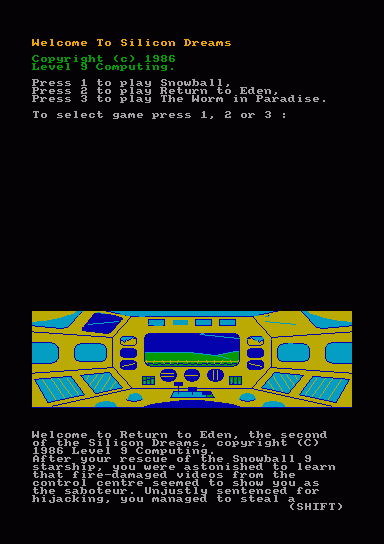 Welcome To Silicon Dreams
Copyright (c) 1986
Level 9 Computing.
Press 1 to play Snowball,
Press 2 to play Return to Eden,
Press 3 to play The Worm in Paradise.
To select game press 1, 2 or 3 :
Welcome to Return to Eden, the second
of the Silicon Dreams, copyright (C)
1986 Level 9 Computing.
After your rescue of the Snowball 9
starship, you were astonished to learn
that fire-damaged videos from the
control centre seemed to show you as
the saboteur. Unjustly sentenced for
hijacking, you managed to steal a
(SHIFT)